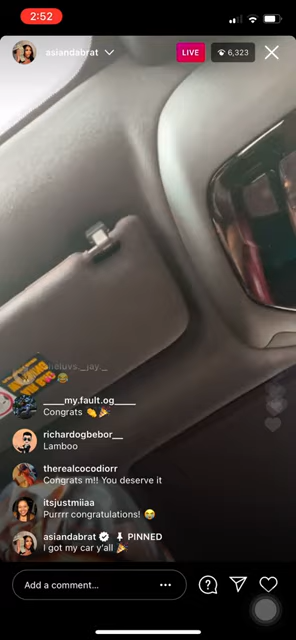 2:52
asiandabrat
LIVE
6,323
____my.fault.og____
Congrats 👏🎉
richardogbebor__
Lamboo
therealcocodiorr
Congrats m!! You deserve it
itsjustmiiaa
Purrrr congratulations! 😭
asiandabrat PINNED
I got my car y'all 🎉
Add a comment...